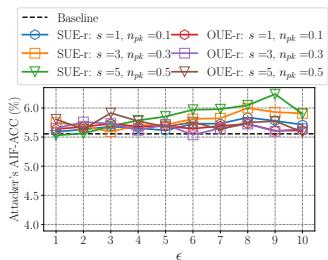 Baseline
SUE-r: s = 1, n_pk = 0.1 OUE-r: s = 1, n_pk = 0.1
SUE-r: s = 3, n_pk = 0.3 OUE-r: s = 3, n_pk = 0.3
SUE-r: s = 5, n_pk = 0.5 OUE-r: s = 5, n_pk = 0.5
Attacker's AIF-ACC (%)
6.0
5.5
5.0
4.5
4.0
1 2 3 4 5 6 7 8 9 10
ϵ